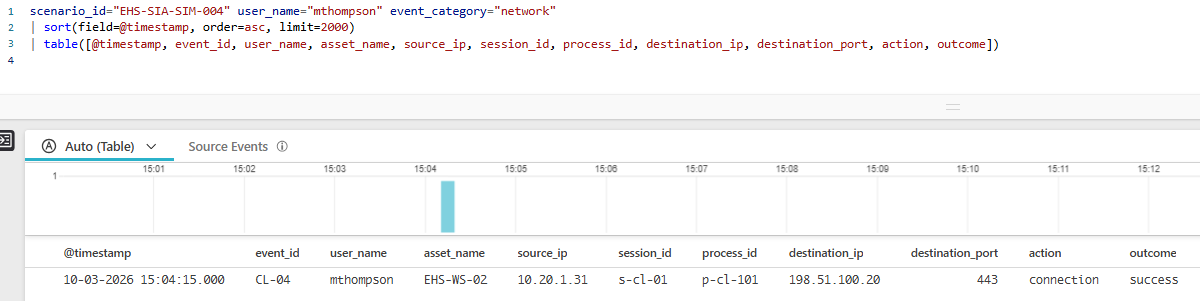 1 scenario_id="EHS-SIA-SIM-004" user_name="mthompson" event_category="network"
2 | sort(field=@timestamp, order=asc, limit=2000)
3 | table([@timestamp, event_id, user_name, asset_name, source_ip, session_id, process_id, destination_ip, destination_port, action, outcome])
4
A Auto (Table) Source Events i
15:01 15:02 15:03 15:04 15:05 15:06 15:07 15:08 15:09 15:10 15:11 15:12
1
@timestamp event_id user_name asset_name source_ip session_id process_id destination_ip destination_port action outcome
10-03-2026 15:04:15.000 CL-04 mthompson EHS-WS-02 10.20.1.31 s-cl-01 p-cl-101 198.51.100.20 443 connection success